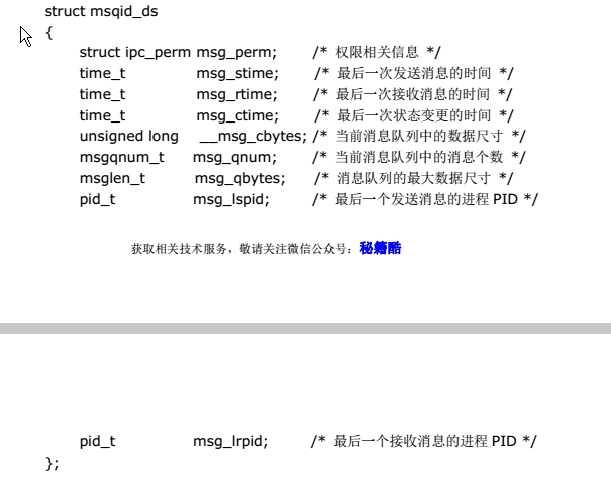 struct msqid_ds
{
struct ipc_perm msg_perm; /* 权限相关信息 */
time_t msg_stime; /* 最后一次发送消息的时间 */
time_t msg_rtime; /* 最后一次接收消息的时间 */
time_t msg_ctime; /* 最后一次状态变更的时间 */
unsigned long __msg_cbytes; /* 当前消息队列中的数据尺寸 */
msgqnum_t msg_qnum; /* 当前消息队列中的消息个数 */
msglen_t msg_qbytes; /* 消息队列的最大数据尺寸 */
pid_t msg_lspid; /* 最后一个发送消息的进程 PID */
获取相关技术服务，敬请关注微信公众号：秘籍酷
pid_t msg_lrpid; /* 最后一个接收消息的进程 PID */
};